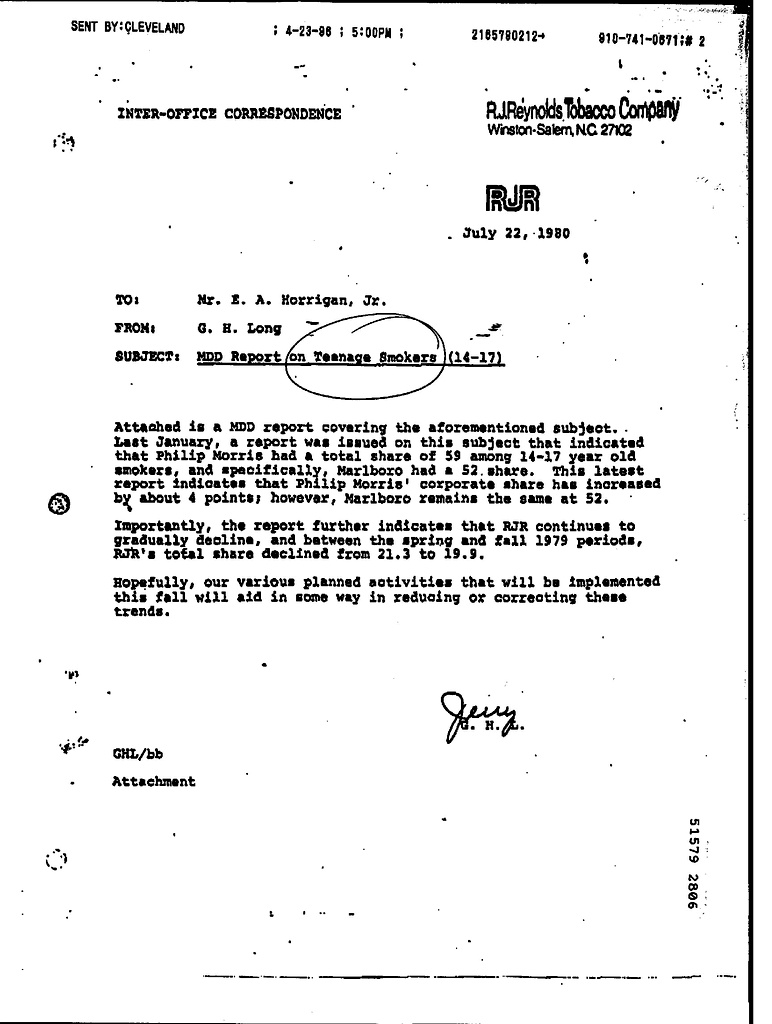 SENT BY:CLEVELAND ; 4-23-96 ; 5:00PM ; 2165790212→ 910-741-0671;# 2
INTER-OFFICE CORRESPONDENCE
R.J.Reynolds Tobacco Company
Winston-Salem, N.C. 27102
RJR
July 22, 1980
TO: Mr. E. A. Horrigan, Jr.
FROM: G. H. Long
SUBJECT: MDD Report on Teenage Smokers (14-17)
Attached is a MDD report covering the aforementioned subject.
Last January, a report was issued on this subject that indicated
that Philip Morris had a total share of 59 among 14-17 year old
smokers, and specifically, Marlboro had a 52 share. This latest
report indicates that Philip Morris' corporate share has increased
by about 4 points; however, Marlboro remains the same at 52.
Importantly, the report further indicates that RJR continues to
gradually decline, and between the spring and fall 1979 periods,
RJR's total share declined from 21.3 to 19.9.
Hopefully, our various planned activities that will be implemented
this fall will aid in some way in reducing or correcting these
trends.
Jerry
G. H. L.
GHL/bb
Attachment
51579 2806